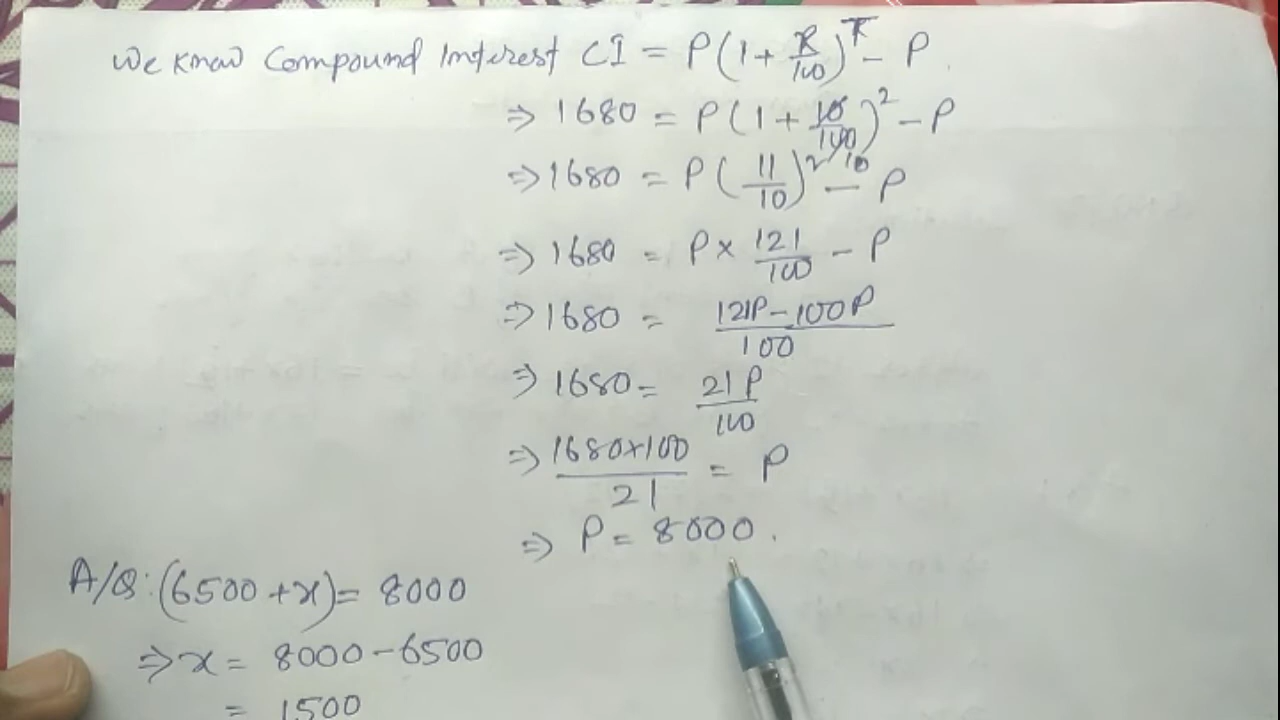 We know Compound Interest CI = P(1 + R/100)^T - P
⇒ 1680 = P(1 + 10/100)^2 - P
10
⇒ 1680 = P(11/10)^2 - P
⇒ 1680 = P × 121/100 - P
⇒ 1680 = 121P - 100P/100
⇒ 1680 = 21P/100
⇒ 1680×100/21 = P
⇒ P = 8000.
A/Q: (6500 + x) = 8000
⇒ x = 8000 - 6500
= 1500